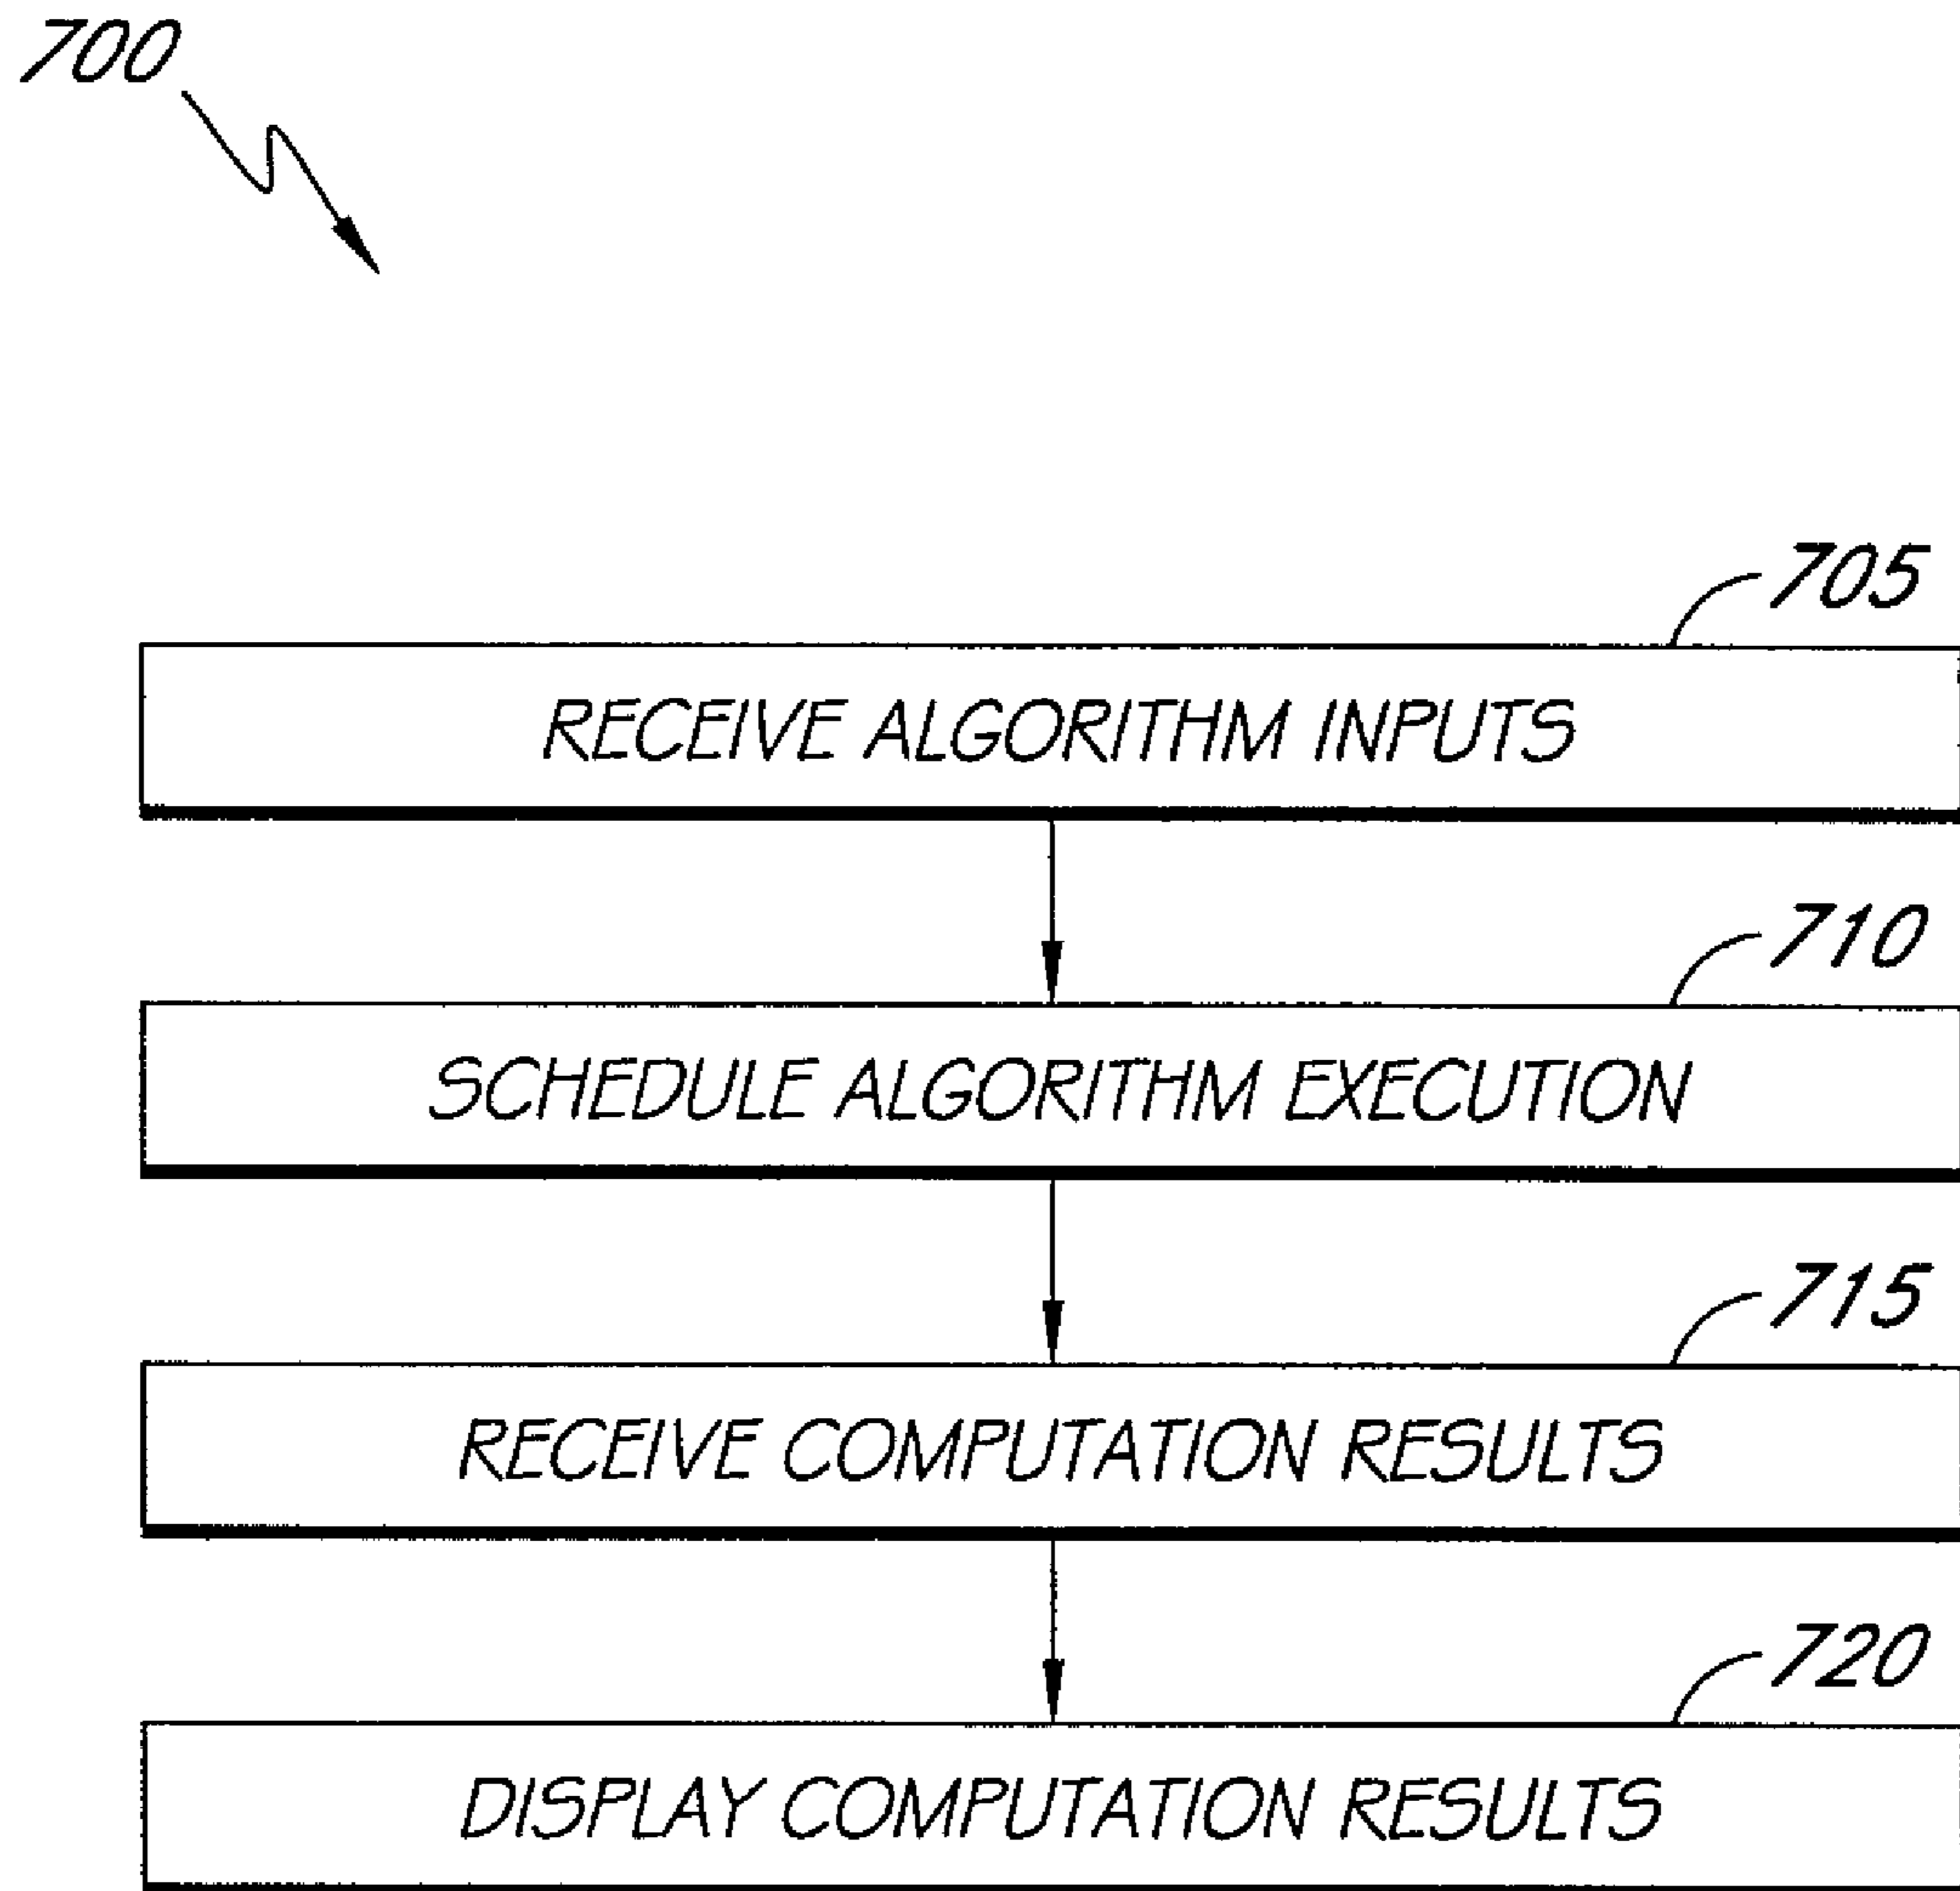 700
705
RECEIVE ALGORITHM INPUTS
710
SCHEDULE ALGORITHM EXECUTION
715
RECEIVE COMPUTATION RESULTS
720
DISPLAY COMPUTATION RESULTS